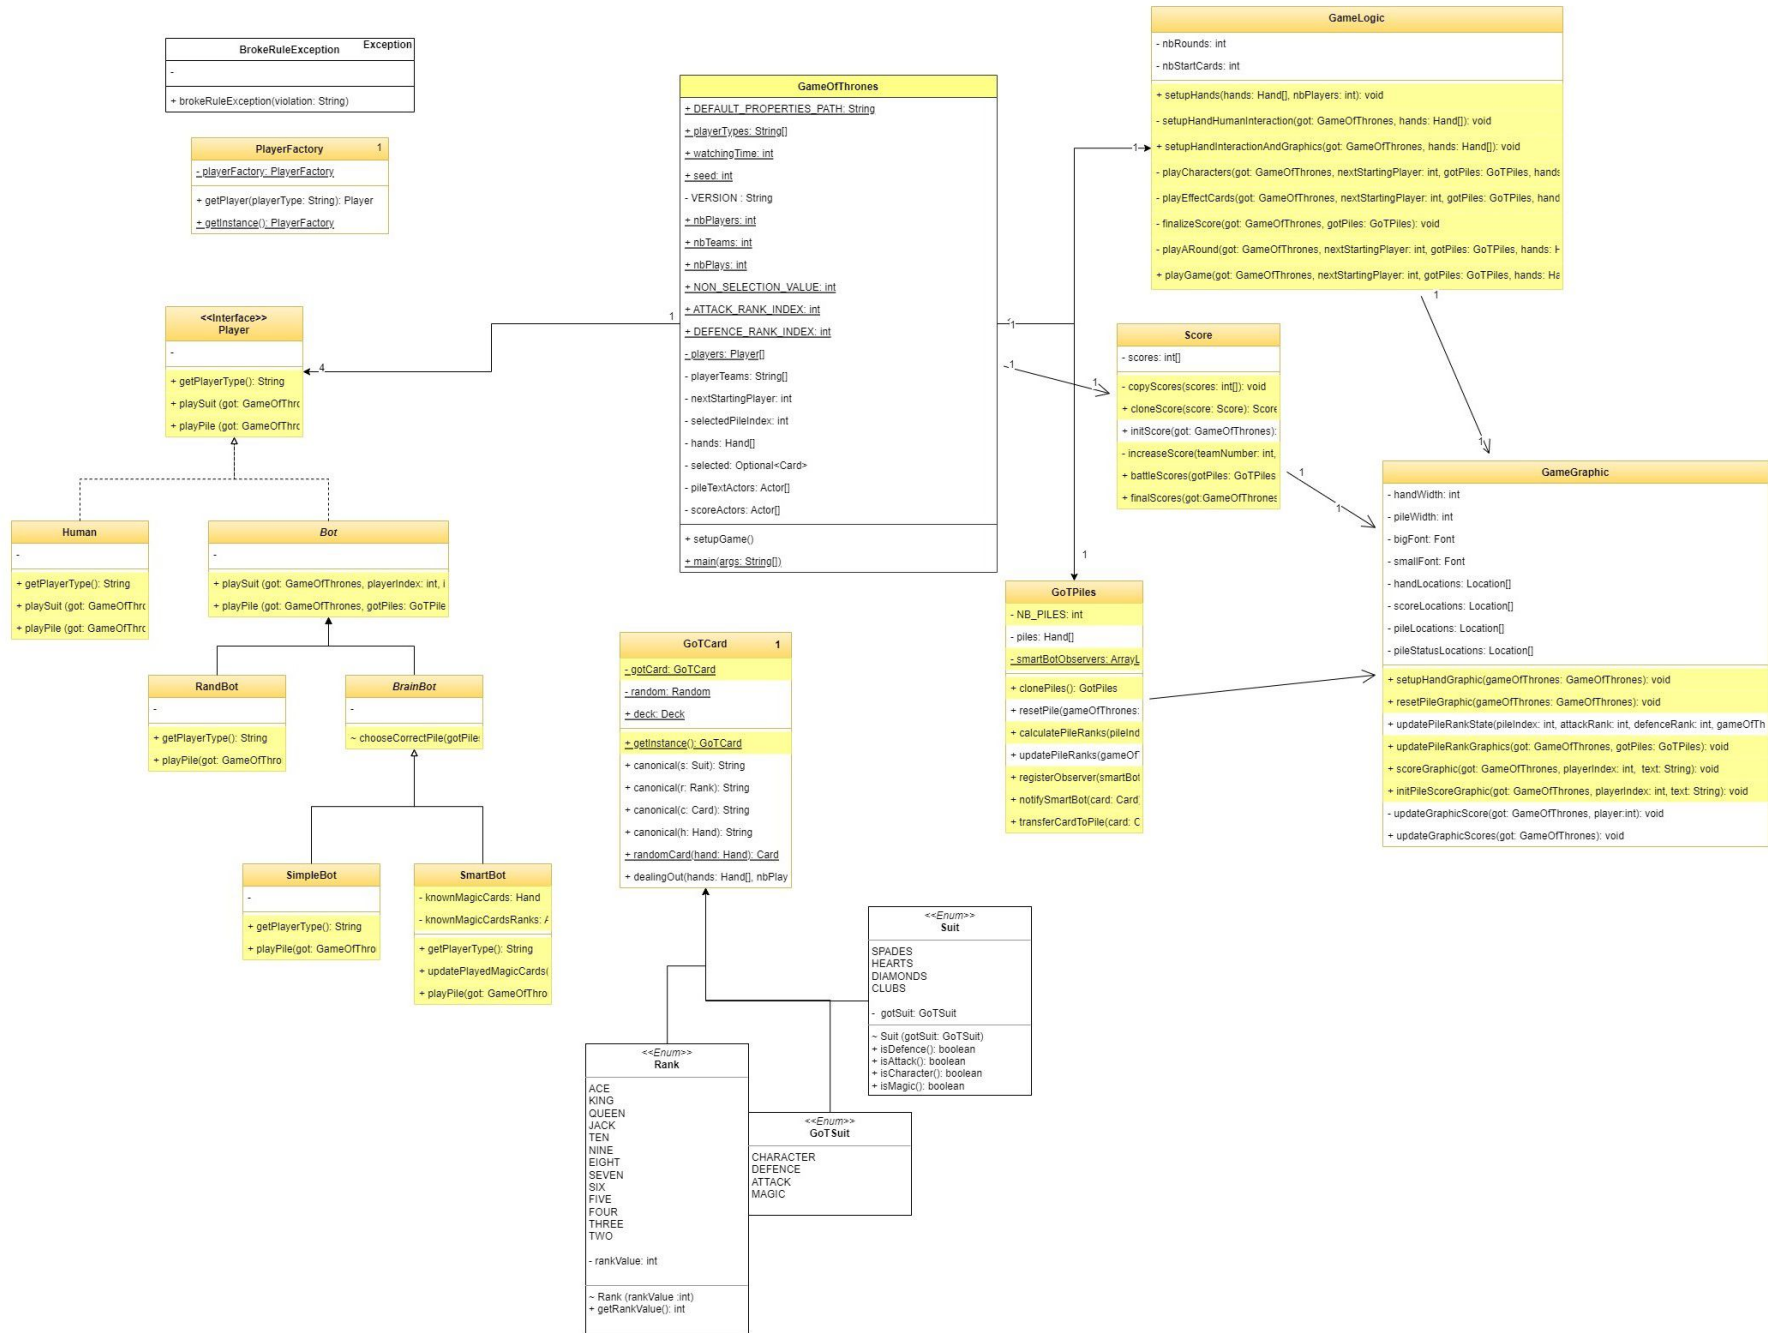 BrokeRuleException
Exception
-
+ brokeRuleException(violation: String)
PlayerFactory
1
- playerFactory: PlayerFactory
+ getPlayer(playerType: String): Player
+ getInstance(): PlayerFactory
<<Interface>>
Player
-
+ getPlayerType(): String
+ playSuit (got: GameOfThrc
+ playPile (got: GameOfThrc
4
1
Human
-
+ getPlayerType(): String
+ playSuit (got: GameOfThrc
+ playPile (got: GameOfThrc
Bot
-
+ playSuit (got: GameOfThrones, playerIndex: int, i
+ playPile (got: GameOfThrones, gotPiles: GoTPile
RandBot
-
+ getPlayerType(): String
+ playPile(got: GameOfThro
BrainBot
-
~ chooseCorrectPile(gotPile
SimpleBot
-
+ getPlayerType(): String
+ playPile(got: GameOfThro
SmartBot
- knownMagicCards: Hand
- knownMagicCardsRanks: A
+ getPlayerType(): String
+ updatePlayedMagicCards(
+ playPile(got: GameOfThro
GameOfThrones
+ DEFAULT_PROPERTIES_PATH: String
+ playerTypes: String[]
+ watchingTime: int
+ seed: int
- VERSION : String
+ nbPlayers: int
+ nbTeams: int
+ nbPlays: int
+ NON_SELECTION_VALUE: int
+ ATTACK_RANK_INDEX: int
+ DEFENCE_RANK_INDEX: int
- players: Player[]
- playerTeams: String[]
- nextStartingPlayer: int
- selectedPileIndex: int
- hands: Hand[]
- selected: Optional<Card>
- pileTextActors: Actor[]
- scoreActors: Actor[]
+ setupGame()
+ main(args: String[])
1
1
1
1
1
GameLogic
- nbRounds: int
- nbStartCards: int
+ setupHands(hands: Hand[], nbPlayers: int): void
- setupHandHumanInteraction(got: GameOfThrones, hands: Hand[]): void
+ setupHandInteractionAndGraphics(got: GameOfThrones, hands: Hand[]): void
- playCharacters(got: GameOfThrones, nextStartingPlayer: int, gotPiles: GoTPiles, hands
- playEffectCards(got: GameOfThrones, nextStartingPlayer: int, gotPiles: GoTPiles, hand
- finalizeScore(got: GameOfThrones, gotPiles: GoTPiles): void
- playARound(got: GameOfThrones, nextStartingPlayer: int, gotPiles: GoTPiles, hands: H
+ playGame(got: GameOfThrones, nextStartingPlayer: int, gotPiles: GoTPiles, hands: Ha
1
1
Score
- scores: int[]
- copyScores(scores: int[]): void
+ cloneScore(score: Score): Score
+ initScore(got: GameOfThrones):
- increaseScore(teamNumber: int,
+ battleScores(gotPiles: GoTPiles
+ finalScores(got:GameOfThrones
1
1
GoTPiles
- NB_PILES: int
- piles: Hand[]
- smartBotObservers: ArrayL
+ clonePiles(): GotPiles
+ resetPile(gameOfThrones:
+ calculatePileRanks(pileInd
+ updatePileRanks(gameOf
+ registerObserver(smartBot
+ notifySmartBot(card: Card
+ transferCardToPile(card: C
GameGraphic
- handWidth: int
- pileWidth: int
- bigFont: Font
- smallFont: Font
- handLocations: Location[]
- scoreLocations: Location[]
- pileLocations: Location[]
- pileStatusLocations: Location[]
+ setupHandGraphic(gameOfThrones: GameOfThrones): void
+ resetPileGraphic(gameOfThrones: GameOfThrones): void
+ updatePileRankState(pileIndex: int, attackRank: int, defenceRank: int, gameOfTh
+ updatePileRankGraphics(got: GameOfThrones, gotPiles: GoTPiles): void
+ scoreGraphic(got: GameOfThrones, playerIndex: int, text: String): void
+ initPileScoreGraphic(got: GameOfThrones, playerIndex: int, text: String): void
- updateGraphicScore(got: GameOfThrones, player:int): void
+ updateGraphicScores(got: GameOfThrones): void
GoTCard
1
- gotCard: GoTCard
- random: Random
+ deck: Deck
+ getInstance(): GoTCard
+ canonical(s: Suit): String
+ canonical(r: Rank): String
+ canonical(c: Card): String
+ canonical(h: Hand): String
+ randomCard(hand: Hand): Card
+ dealingOut(hands: Hand[], nbPlay
<<Enum>>
Suit
SPADES
HEARTS
DIAMONDS
CLUBS
- gotSuit: GoTSuit
~ Suit (gotSuit: GoTSuit)
+ isDefence(): boolean
+ isAttack(): boolean
+ isCharacter(): boolean
+ isMagic(): boolean
<<Enum>>
Rank
ACE
KING
QUEEN
JACK
TEN
NINE
EIGHT
SEVEN
SIX
FIVE
FOUR
THREE
TWO
- rankValue: int
~ Rank (rankValue :int)
+ getRankValue(): int
<<Enum>>
GoTSuit
CHARACTER
DEFENCE
ATTACK
MAGIC